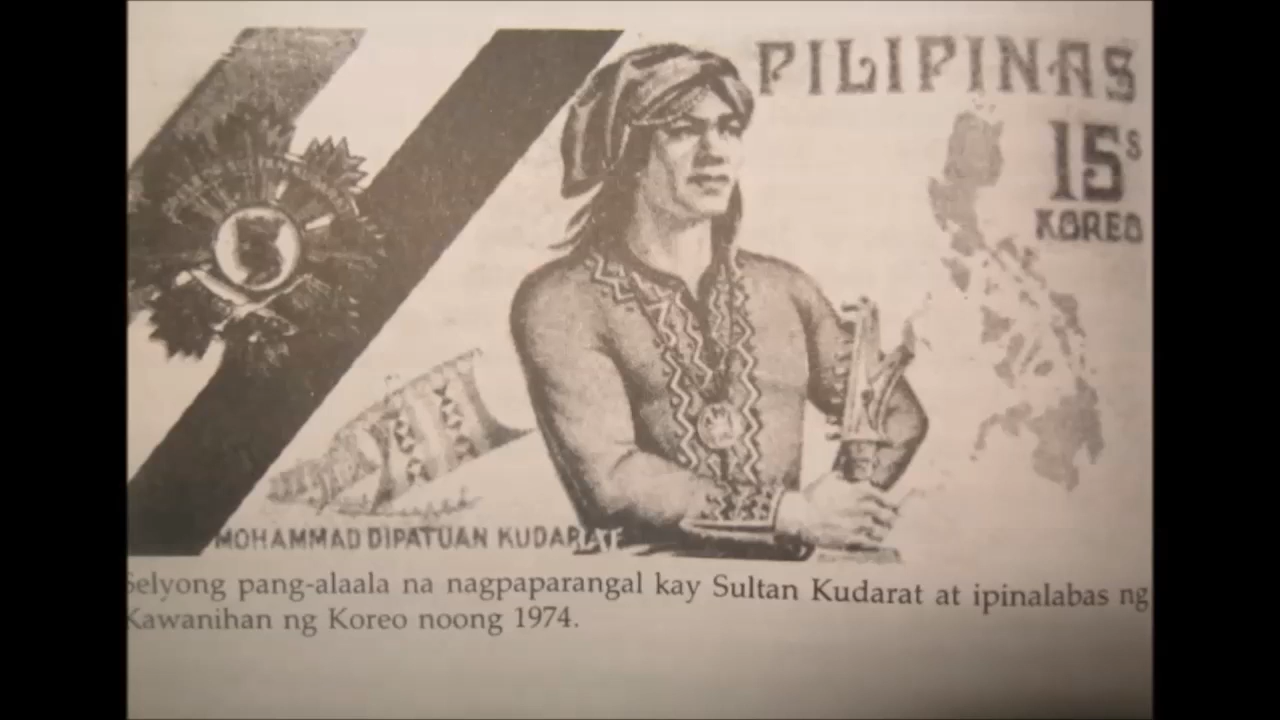 PILIPINAS
15s
KOREO
MOHAMMAD DIPATUAN KUDARAT
Selyong pang-alaala na nagpaparangal kay Sultan Kudarat at ipinalabas ng
Kawanihan ng Koreo noong 1974.